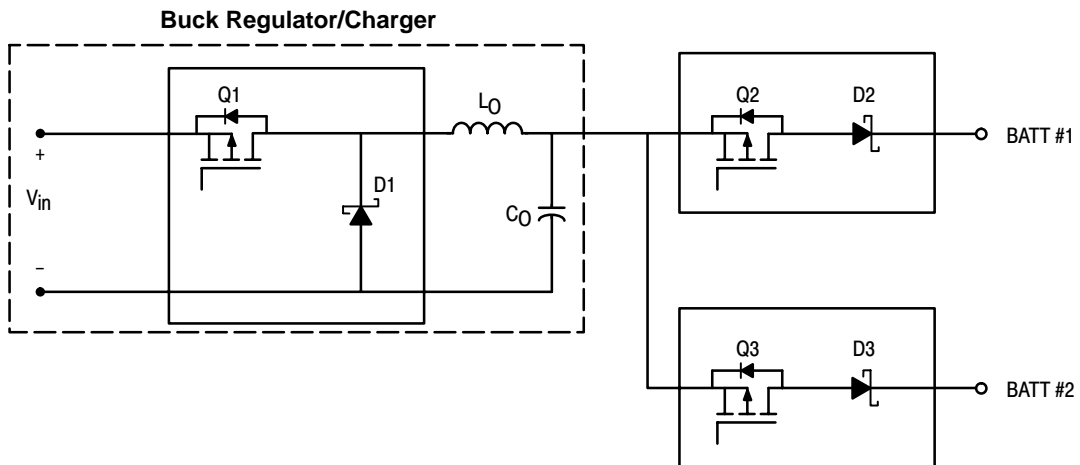 Buck Regulator/Charger
Q1
LO
Q2
D2
BATT #1
+
Vin
D1
CO
–
Q3
D3
BATT #2